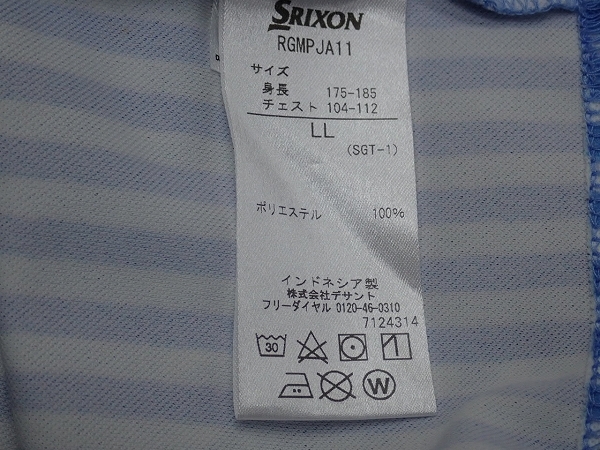 SRIXON
RGMPJA11
サイズ
身長 175-185
チェスト 104-112
LL
(SGT-1)
ポリエステル 100%
インドネシア製
株式会社デサント
フリーダイヤル 0120-46-0310
7124314
30
W